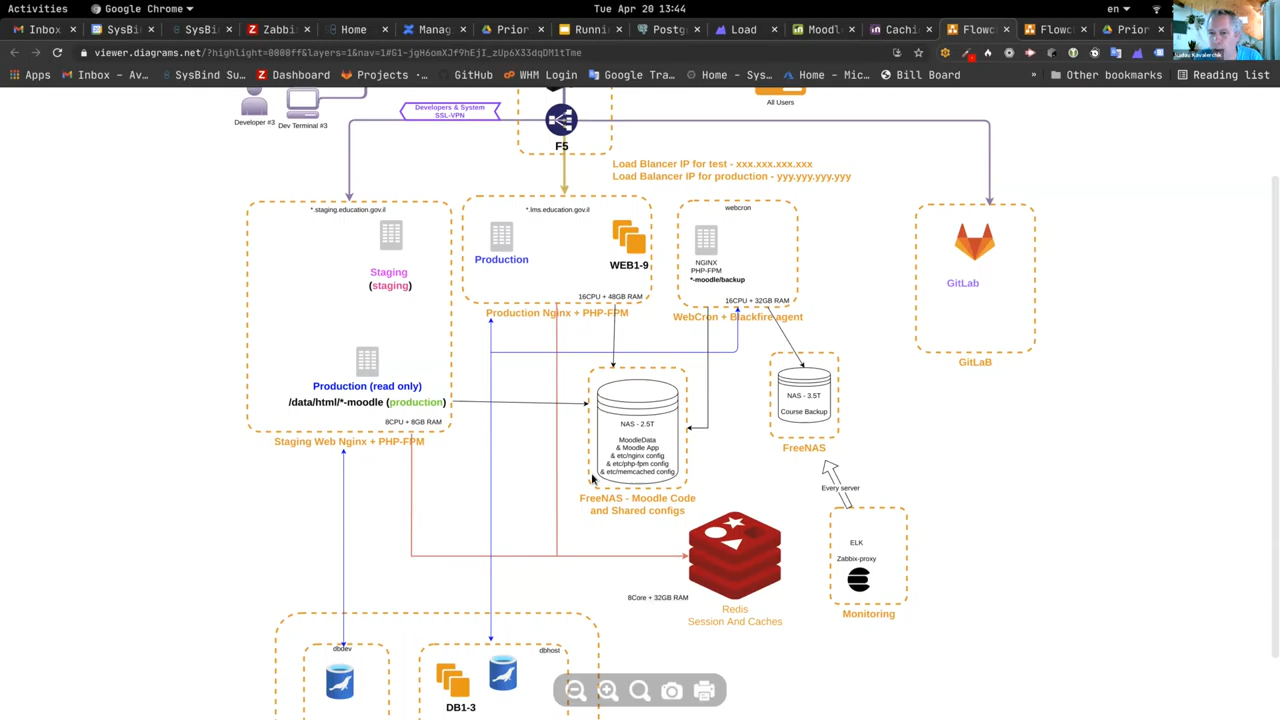 Activities
Google Chrome
Tue Apr 20 13:44
en
Inbox
SysBi
SysBi
Zabbi
Home
Mana
Prior
Runni
Postg
Load
Moodl
Cachi
Flowc
Flowc
Prior
viewer.diagrams.net/?highlight=0000ff&layers=1&nav=1#G1-jgH6omXJf9hEjI_zUp6X33dqDM1tTme
Apps
Inbox - Av...
SysBind Su...
Dashboard
Projects -...
GitHub
WHM Login
Google Tra...
Home - Sys...
Home - Mic...
Bill Board
»
Other bookmarks
Reading list
All Users
Developer #3
Dev Terminal #3
Developers & System
SSL-VPN
F5
Load Blancer IP for test - xxx.xxx.xxx.xxx
Load Balancer IP for production - yyy.yyy.yyy.yyy
*.staging.education.gov.il
Staging
(staging)
Production (read only)
/data/html/*-moodle (production)
8CPU + 8GB RAM
Staging Web Nginx + PHP-FPM
*.lms.education.gov.il
Production
WEB1-9
16CPU + 48GB RAM
Production Nginx + PHP-FPM
webcron
NGINX
PHP-FPM
*-moodle/backup
16CPU + 32GB RAM
WebCron + Blackfire agent
GitLab
GitLaB
NAS - 2.5T
MoodleData
& Moodle App
& etc/nginx config
& etc/php-fpm config
& etc/memcached config
FreeNAS - Moodle Code
and Shared configs
NAS - 3.5T
Course Backup
FreeNAS
Every server
ELK
Zabbix-proxy
Monitoring
8Core + 32GB RAM
Redis
Session And Caches
dbdev
dbhost
DB1-3